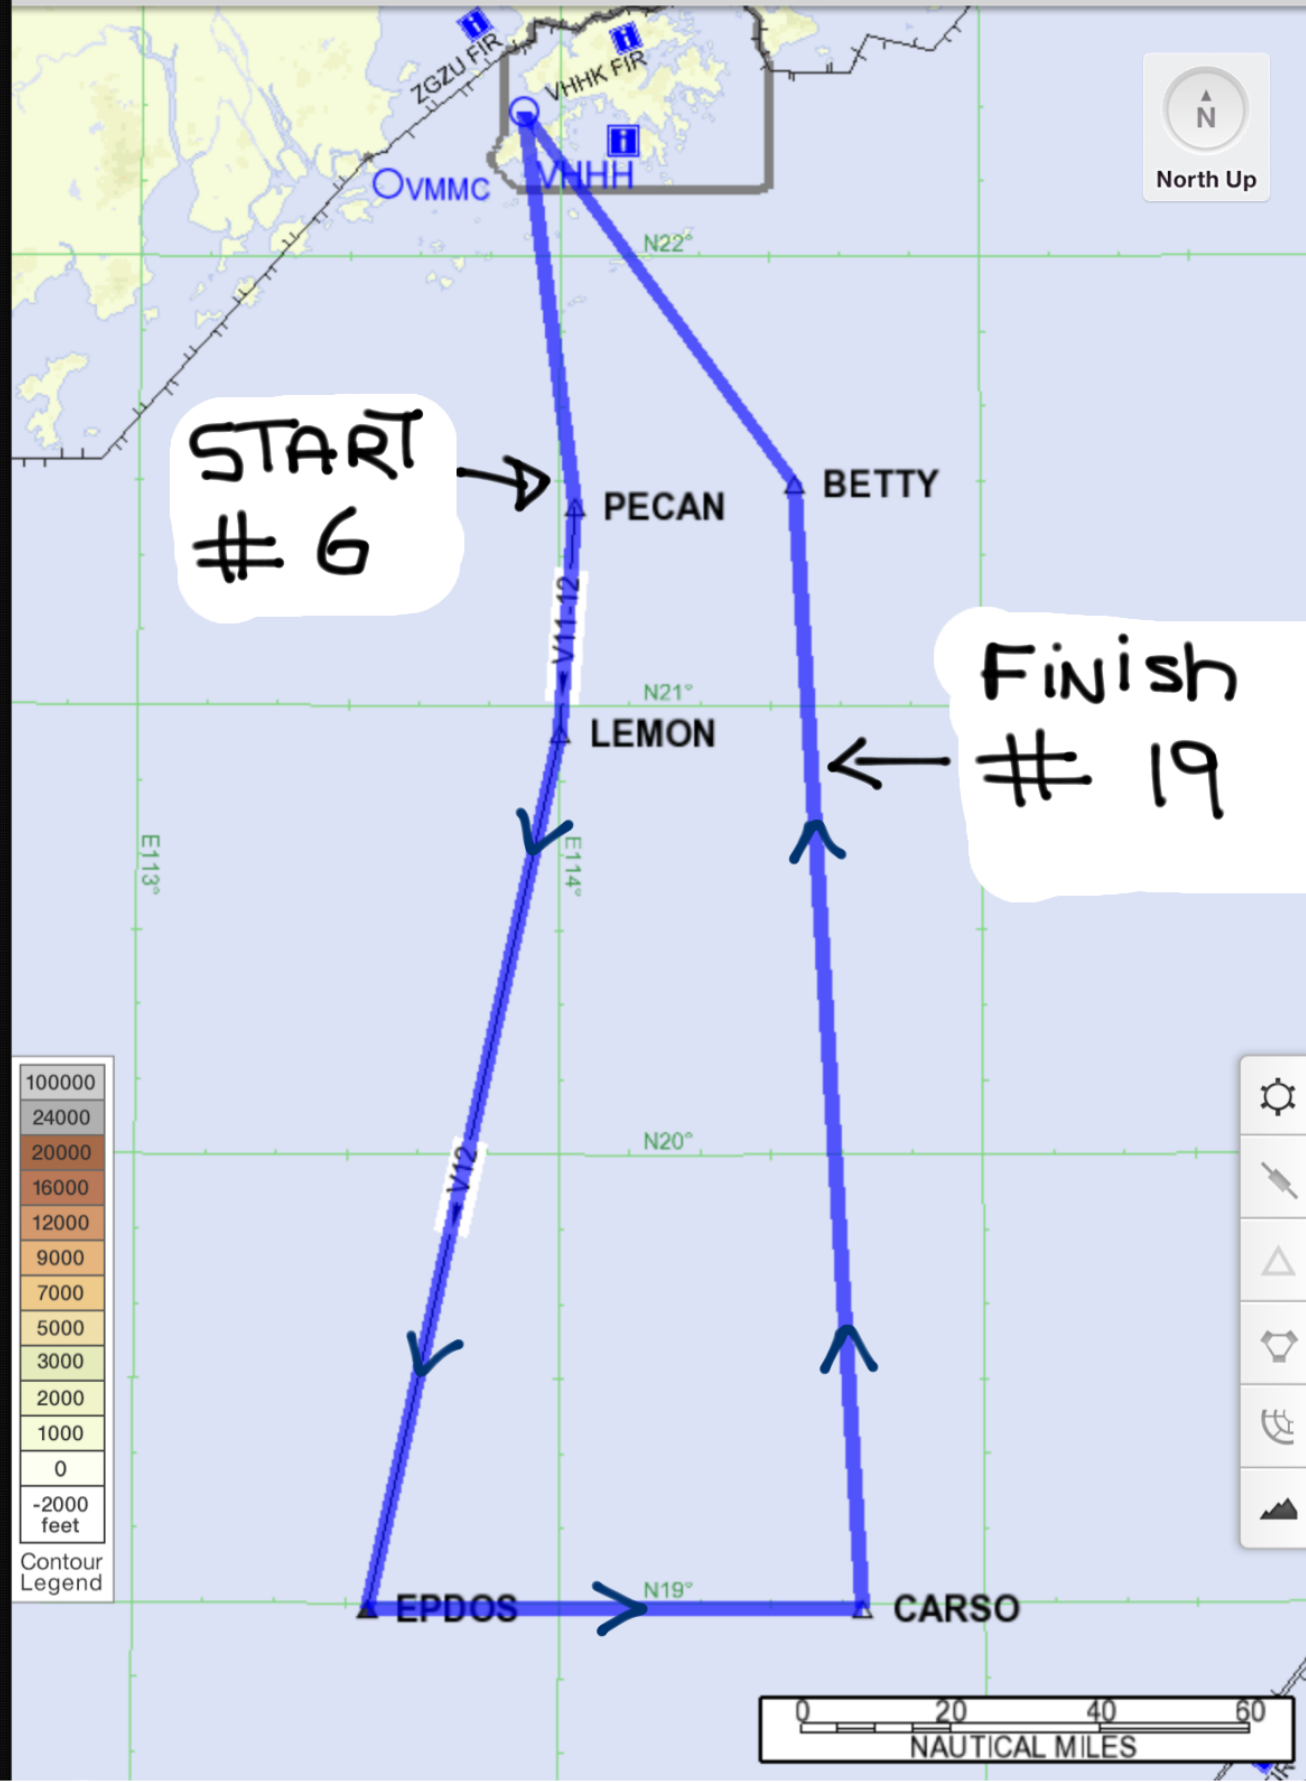 ZGZU FIR
VHHK FIR
N
North Up
VHHH
VMMC
N22°
START
# 6
PECAN
BETTY
V11-12
N21°
LEMON
Finish
# 19
E113°
E114°
100000
24000
20000
16000
12000
9000
7000
5000
3000
2000
1000
0
-2000
feet
Contour
Legend
N20°
V12
N19°
EPDOS
CARSO
0 20 40 60
NAUTICAL MILES